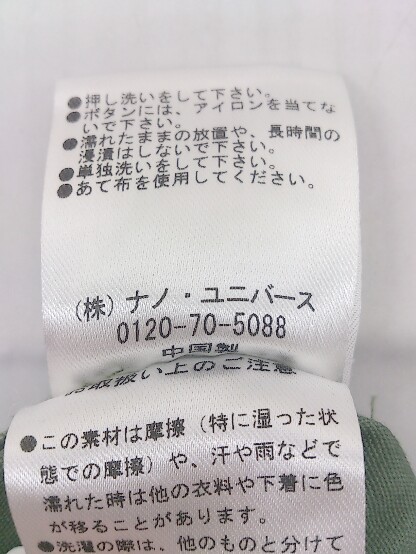 ●押し洗いをして下さい。
●ボタンには、アイロンを当てな
いで下さい。
●濡れたままの放置や、長時間の
浸漬はしないで下さい。
●単独洗いをして下さい。
●あて布を使用してください。
(株)ナノ・ユニバース
0120-70-5088
中国製
お取扱い上のご注意
●この素材は摩擦(特に湿った状
態での摩擦)や、汗や雨などで
濡れた時は他の衣料や下着に色
が移ることがあります。
●洗濯の際は、他のものと分けて